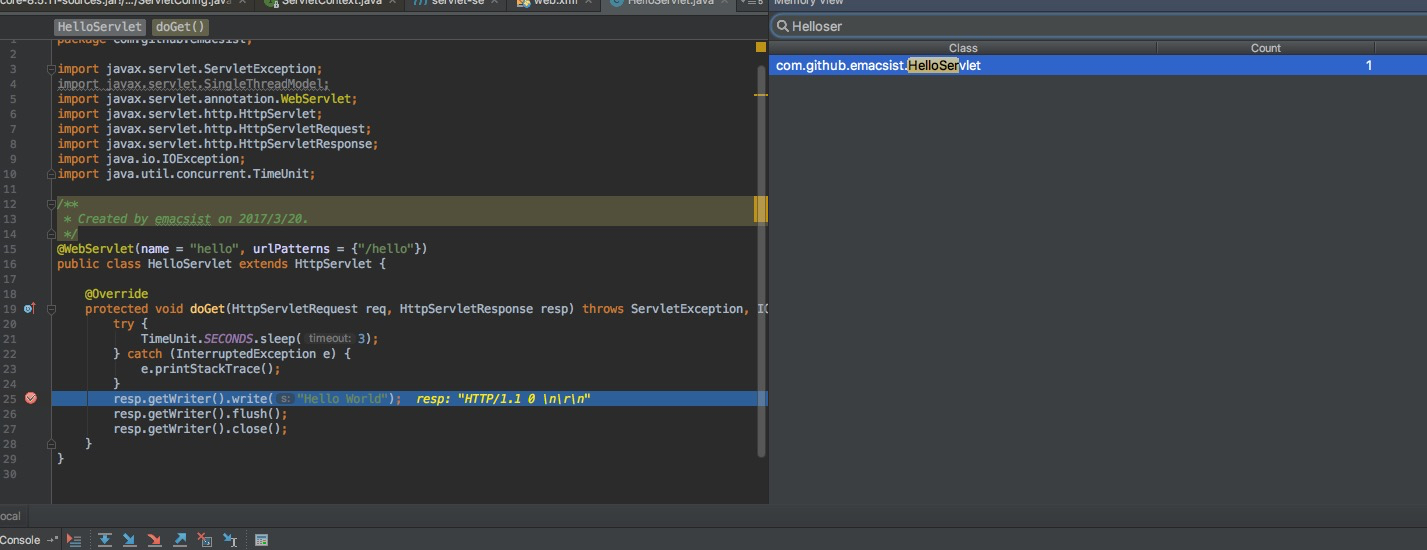 core-8.5.11-sources.jar/.../ServletConfig.java ServletContext.java servlet-se web.xml HelloServlet.java Memory View
HelloServlet doGet()
Helloser
Class Count
com.github.emacsist.HelloServlet 1
package com.github.emacsist;
2
3 import javax.servlet.ServletException;
4 import javax.servlet.SingleThreadModel;
5 import javax.servlet.annotation.WebServlet;
6 import javax.servlet.http.HttpServlet;
7 import javax.servlet.http.HttpServletRequest;
8 import javax.servlet.http.HttpServletResponse;
9 import java.io.IOException;
10 import java.util.concurrent.TimeUnit;
11
12 /**
13 * Created by emacsist on 2017/3/20.
14 */
15 @WebServlet(name = "hello", urlPatterns = {"/hello"})
16 public class HelloServlet extends HttpServlet {
17
18 @Override
19 protected void doGet(HttpServletRequest req, HttpServletResponse resp) throws ServletException, IO
20 try {
21 TimeUnit.SECONDS.sleep( timeout: 3);
22 } catch (InterruptedException e) {
23 e.printStackTrace();
24 }
25 resp.getWriter().write( s: "Hello World"); resp: "HTTP/1.1 0 \n\r\n"
26 resp.getWriter().flush();
27 resp.getWriter().close();
28 }
29 }
30
ocal
Console